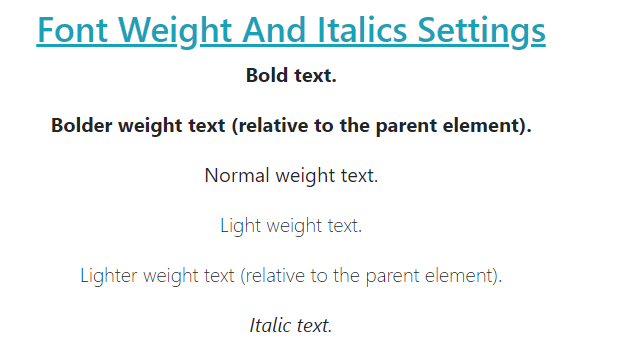 Font Weight And Italics Settings
Bold text.
Bolder weight text (relative to the parent element).
Normal weight text.
Light weight text.
Lighter weight text (relative to the parent element).
Italic text.